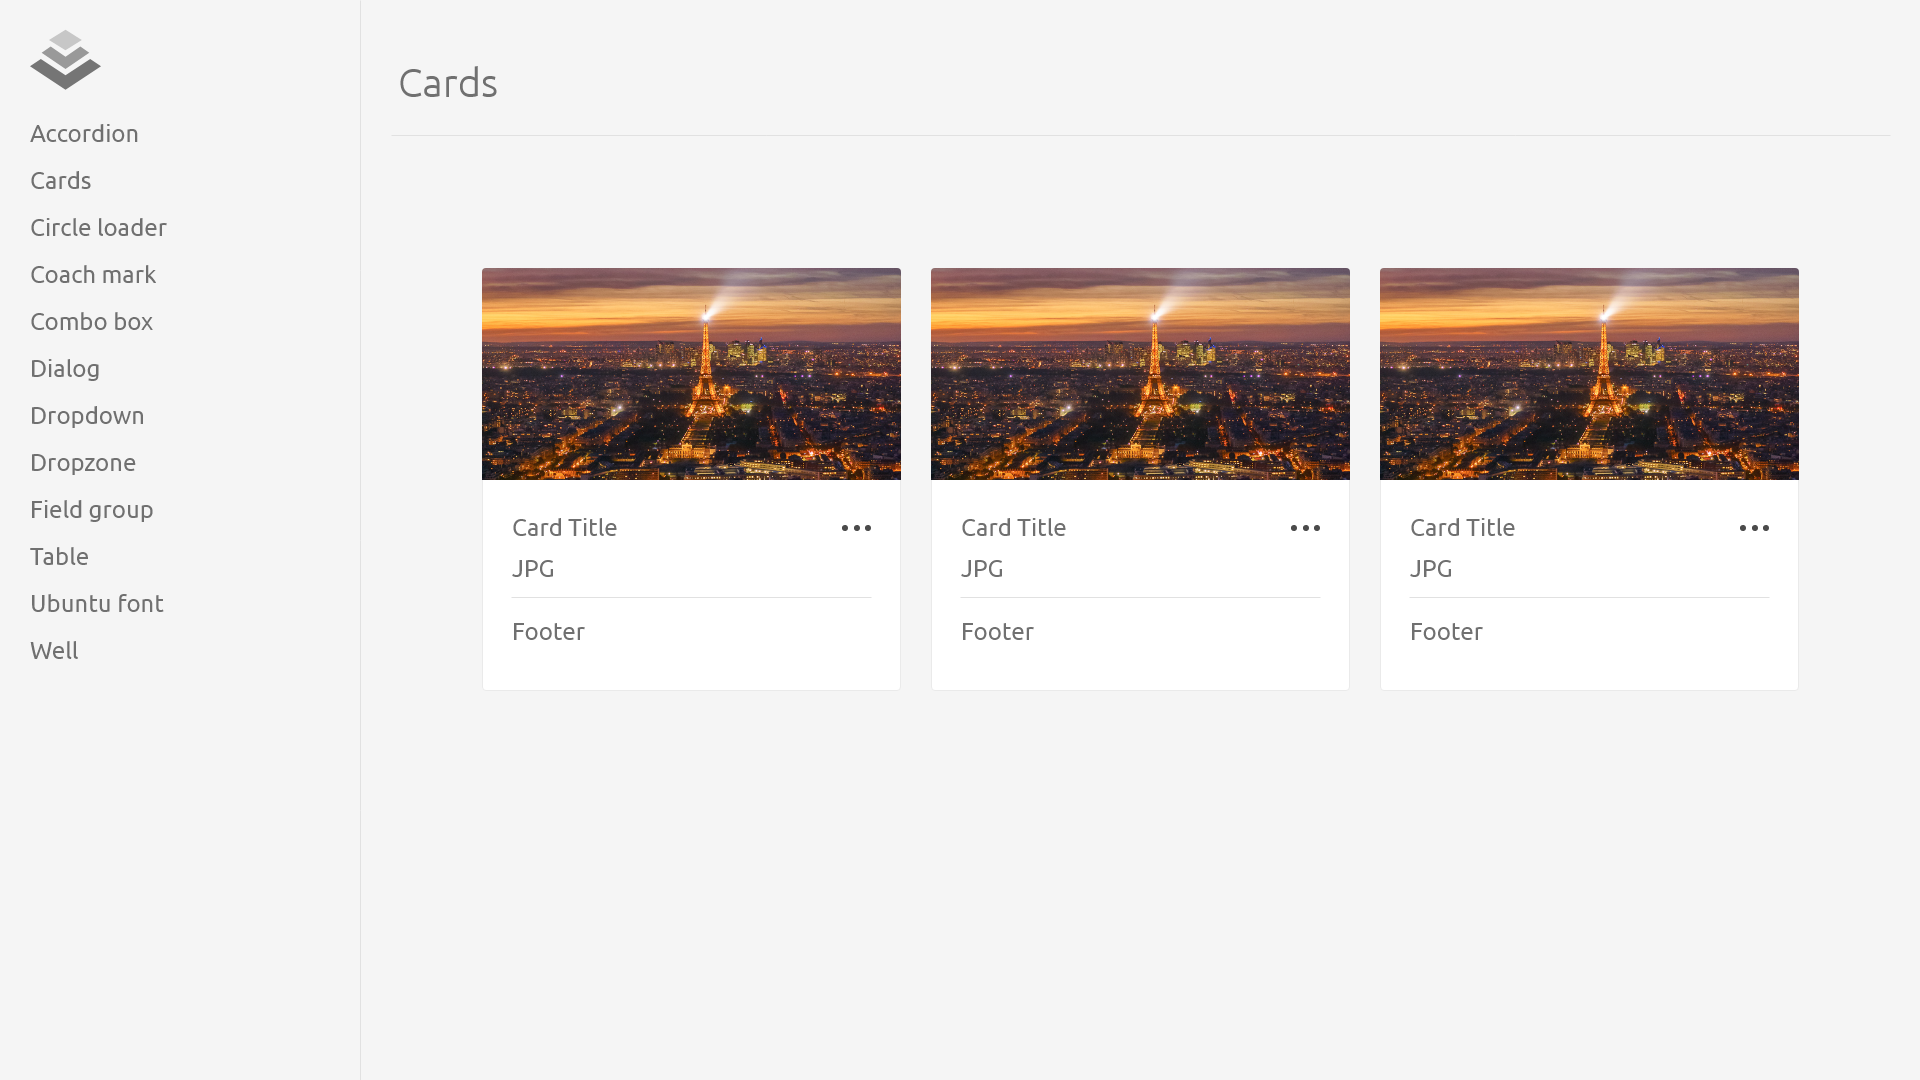 Accordion
Cards
Circle loader
Coach mark
Combo box
Dialog
Dropdown
Dropzone
Field group
Table
Ubuntu font
Well
Cards
Card Title
JPG
Footer
Card Title
JPG
Footer
Card Title
JPG
Footer